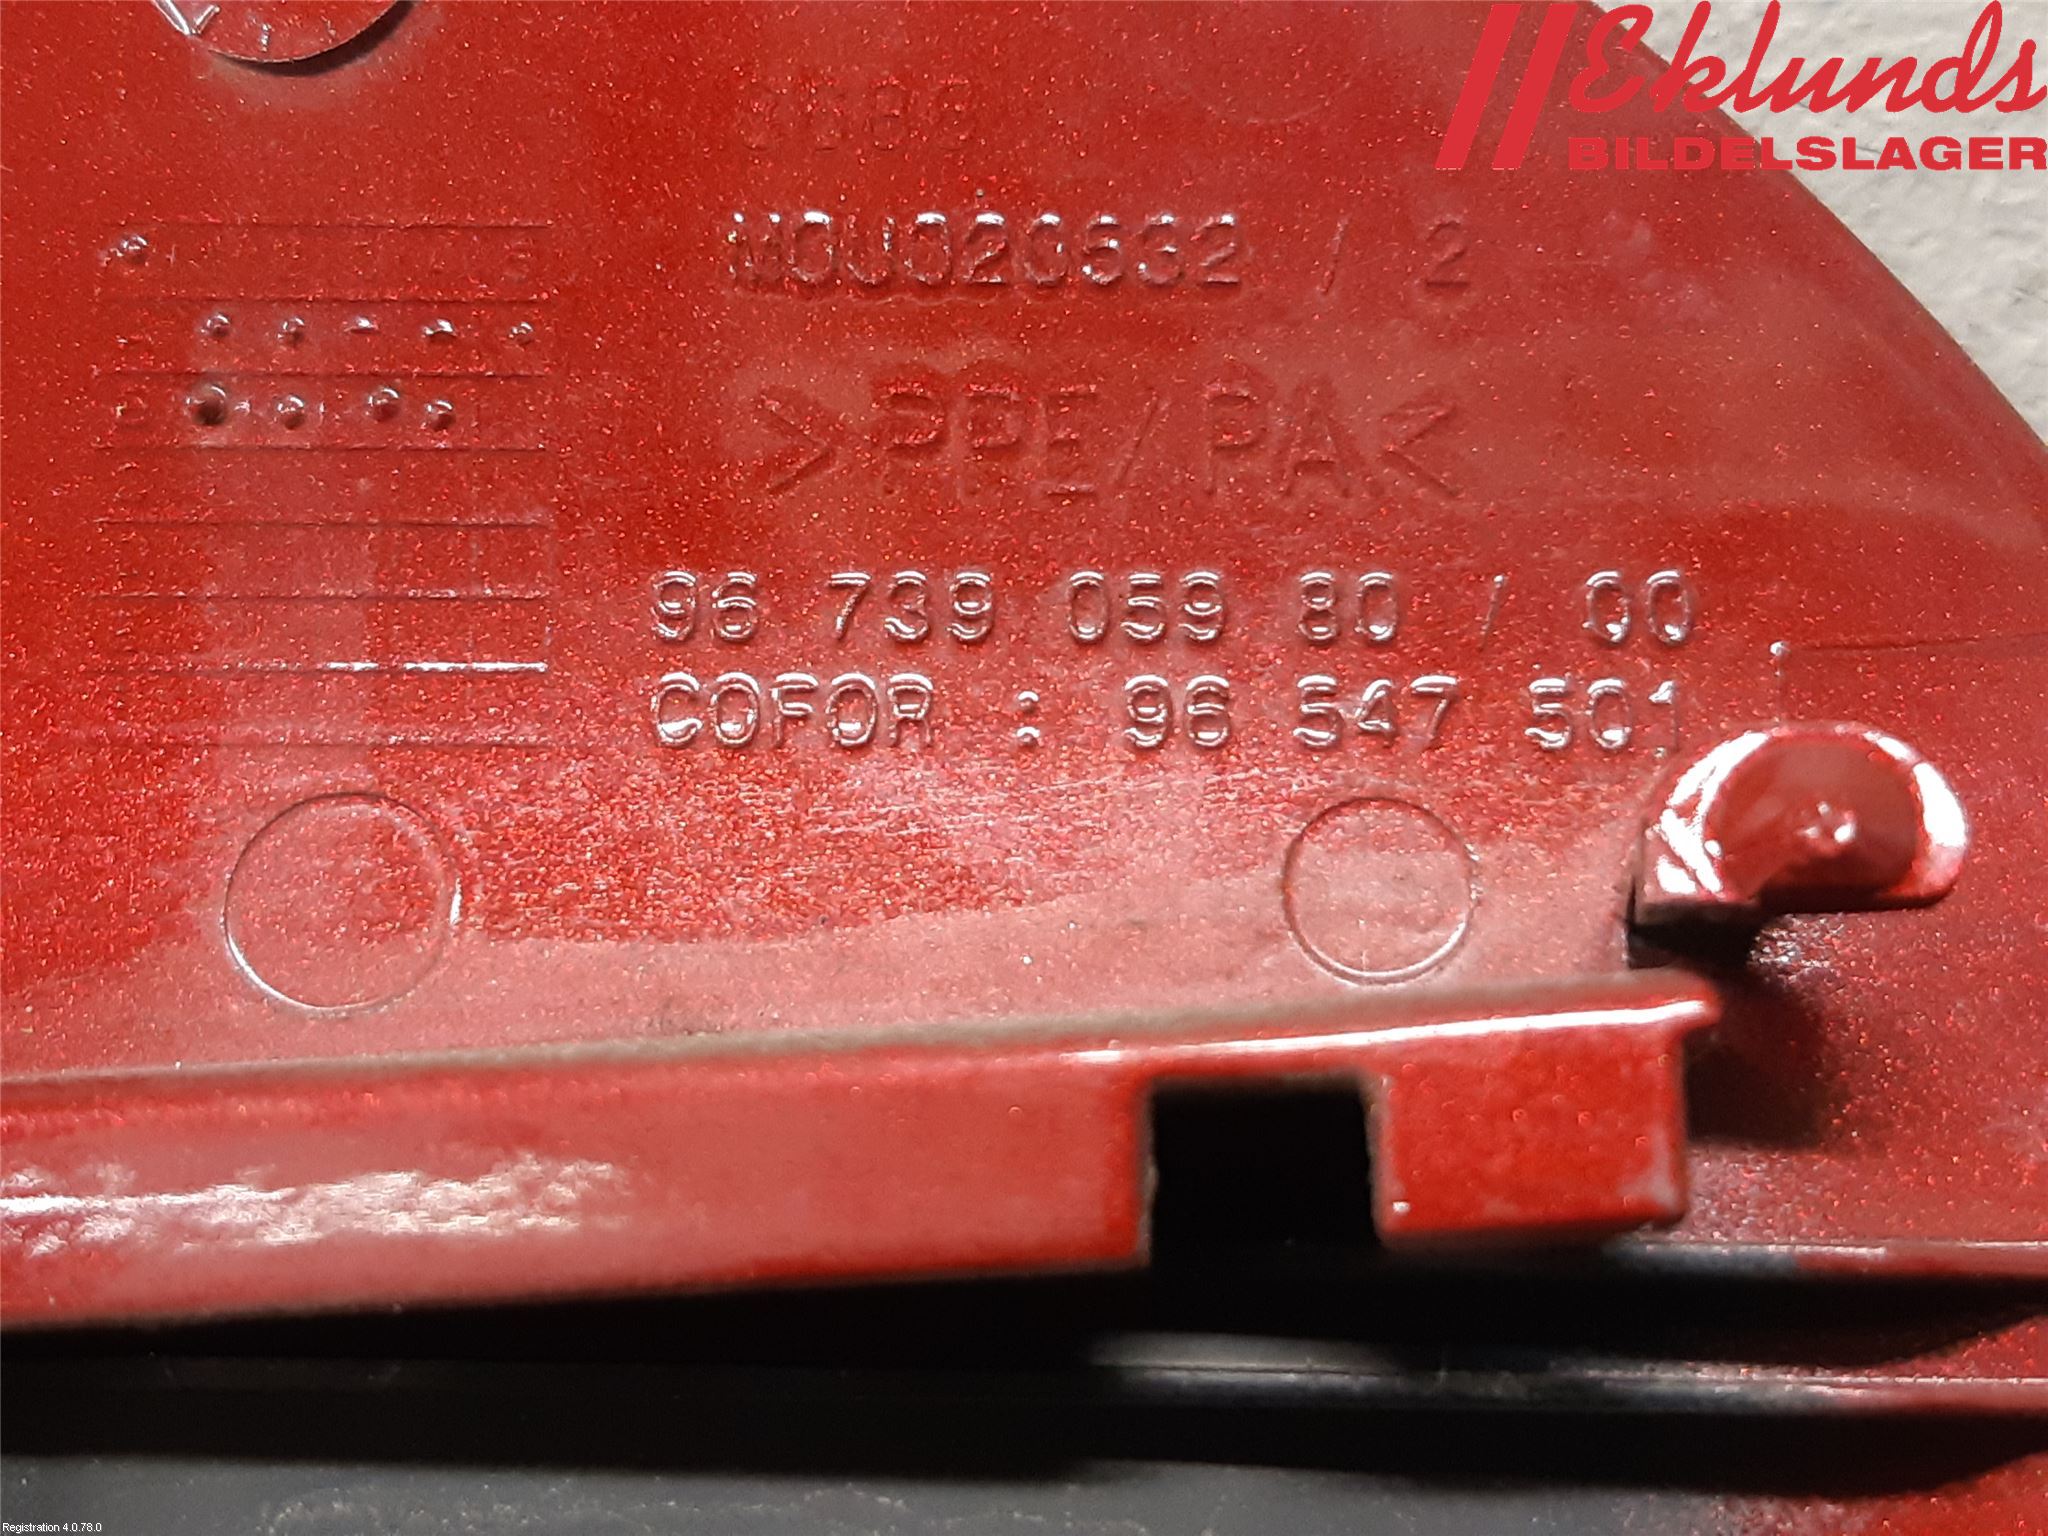 Eklunds
BILDELSLAGER
MOU020632 / 2
>PPE/PA<
96 739 059 80 / 00
COFOR : 96 547 501
Registration 4.0.78.0